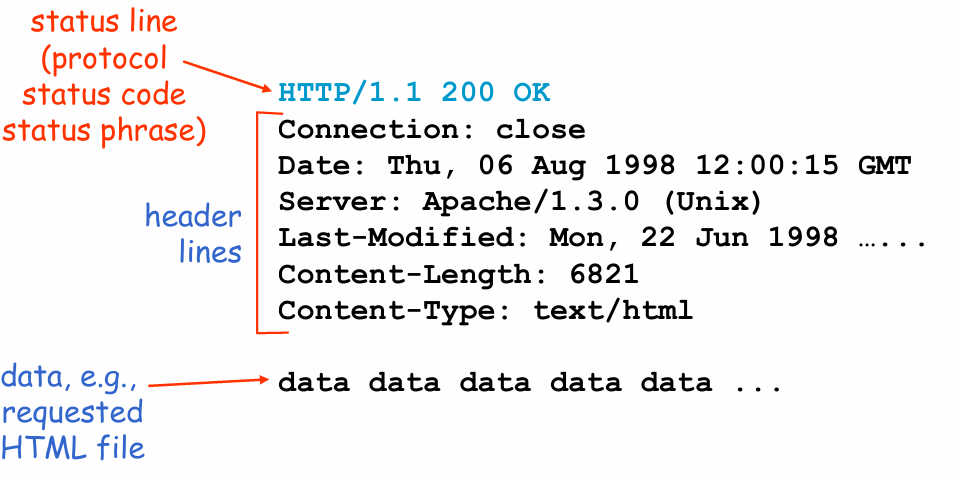 status line
(protocol
status code
status phrase)
HTTP/1.1 200 OK
Connection: close
Date: Thu, 06 Aug 1998 12:00:15 GMT
Server: Apache/1.3.0 (Unix)
Last-Modified: Mon, 22 Jun 1998 …...
Content-Length: 6821
Content-Type: text/html
header
lines
data, e.g.,
requested
HTML file
data data data data data ...